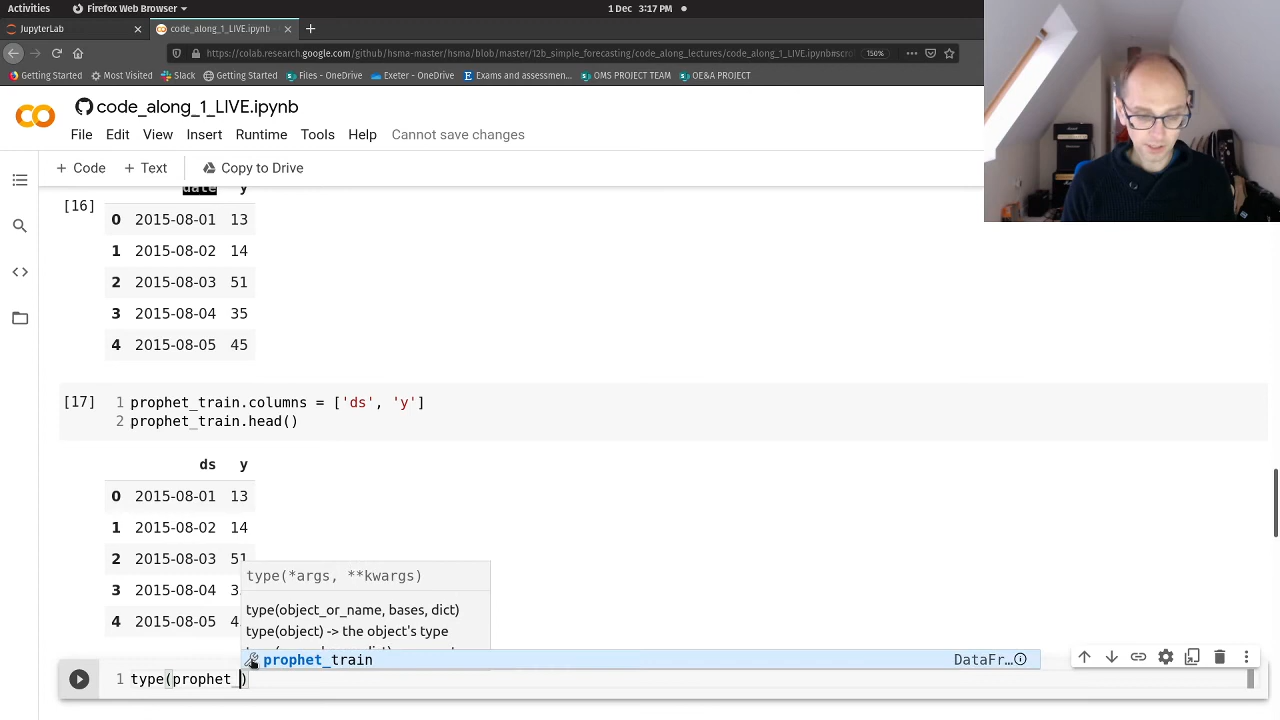 Activities
Firefox Web Browser
1 Dec 3:17 PM
JupyterLab
code_along_1_LIVE.ipynb
https://colab.research.google.com/github/hsma-master/hsma/blob/master/12b_simple_forecasting/code_along_lectures/code_along_1_LIVE.ipynb#scro
150%
Getting Started
Most Visited
Slack
Getting Started
Files - OneDrive
Exeter - OneDrive
Exams and assessmen...
OMS PROJECT TEAM
OE&A PROJECT
code_along_1_LIVE.ipynb
File Edit View Insert Runtime Tools Help Cannot save changes
+ Code + Text Copy to Drive
date y
[16]
0 2015-08-01 13
1 2015-08-02 14
2 2015-08-03 51
3 2015-08-04 35
4 2015-08-05 45
[17] 1 prophet_train.columns = ['ds', 'y']
2 prophet_train.head()
ds y
0 2015-08-01 13
1 2015-08-02 14
2 2015-08-03 51
3 2015-08-04 3
4 2015-08-05 4
type(*args, **kwargs)
type(object_or_name, bases, dict)
type(object) -> the object's type
prophet_train DataFr...
1 type(prophet_)